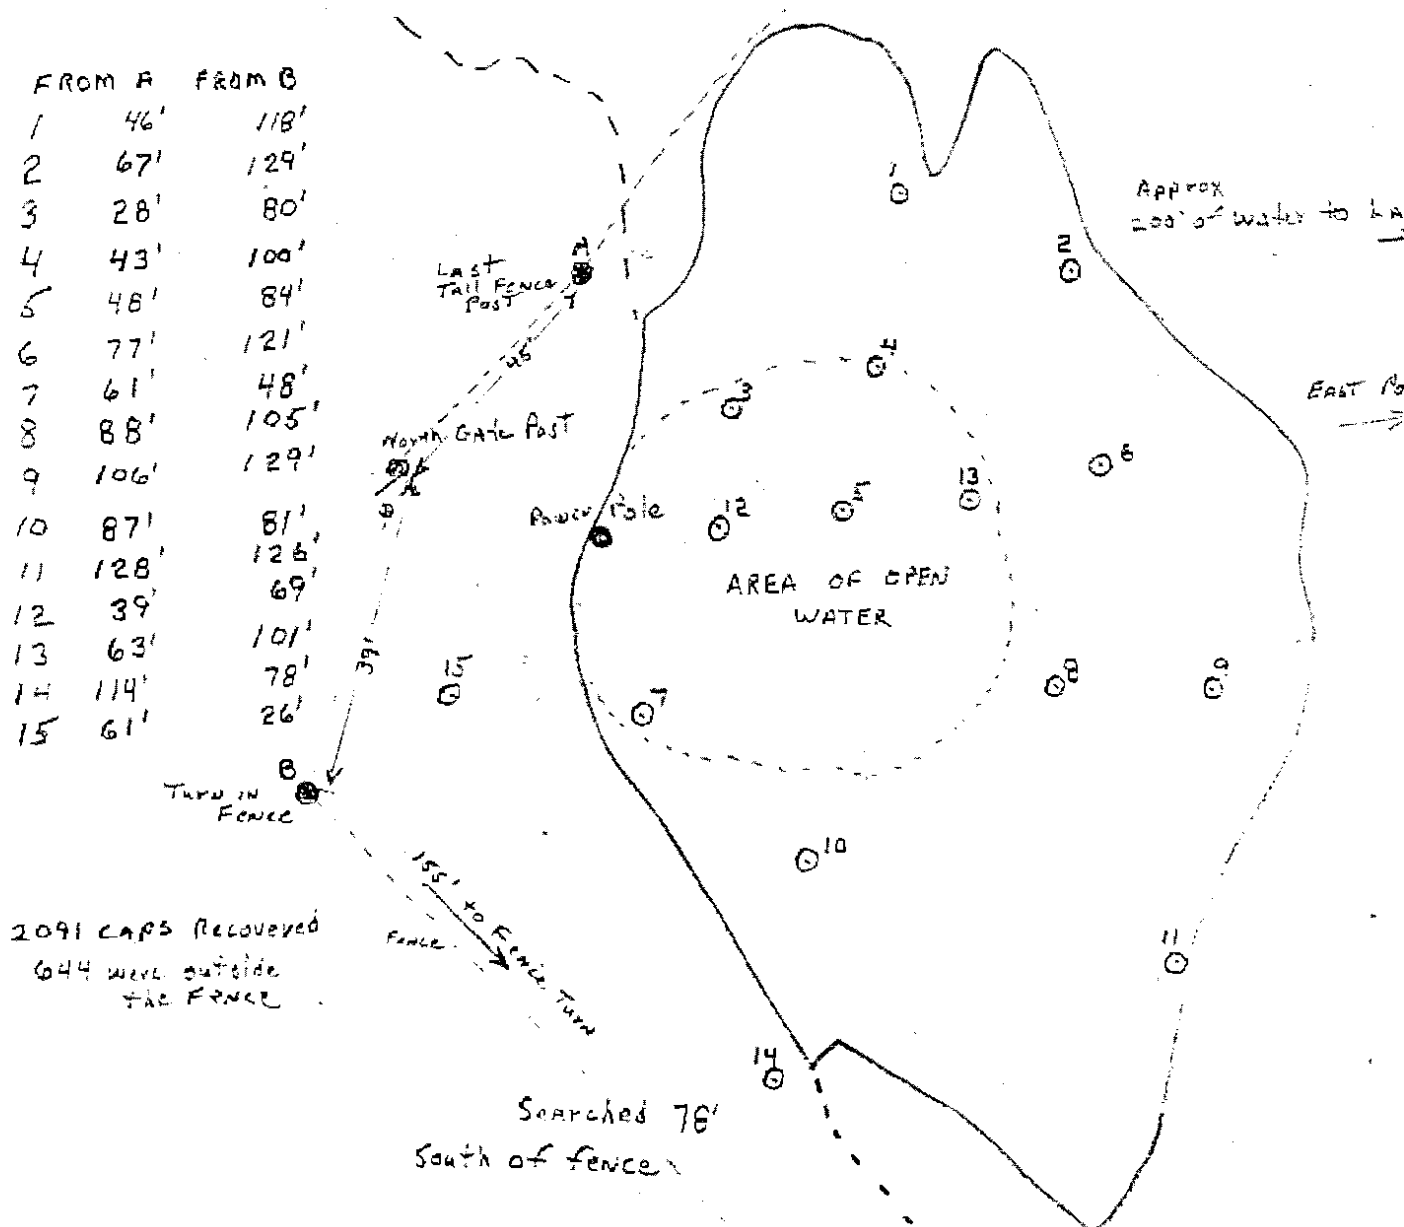 FROM A FROM B
1 46' 118'
2 67' 129'
3 28' 80'
4 43' 100'
5 48' 84'
6 77' 121'
7 61' 48'
8 88' 105'
9 106' 129'
10 87' 81'
11 128' 126'
12 39' 69'
13 63' 101'
14 114' 78'
15 61' 26'
1
2
Approx
200' of water to
A
Last
Tall Fence
Post
45'
4
3
East
North Gate Post
6
13
5
12
Power Pole
AREA OF OPEN
WATER
39'
15
7
8
9
B
Turn in
Fence
10
155' to Fence Turn
Fence
2091 CAPS Recovered
644 were outside
the Fence
11
14
Searched 78'
South of fence